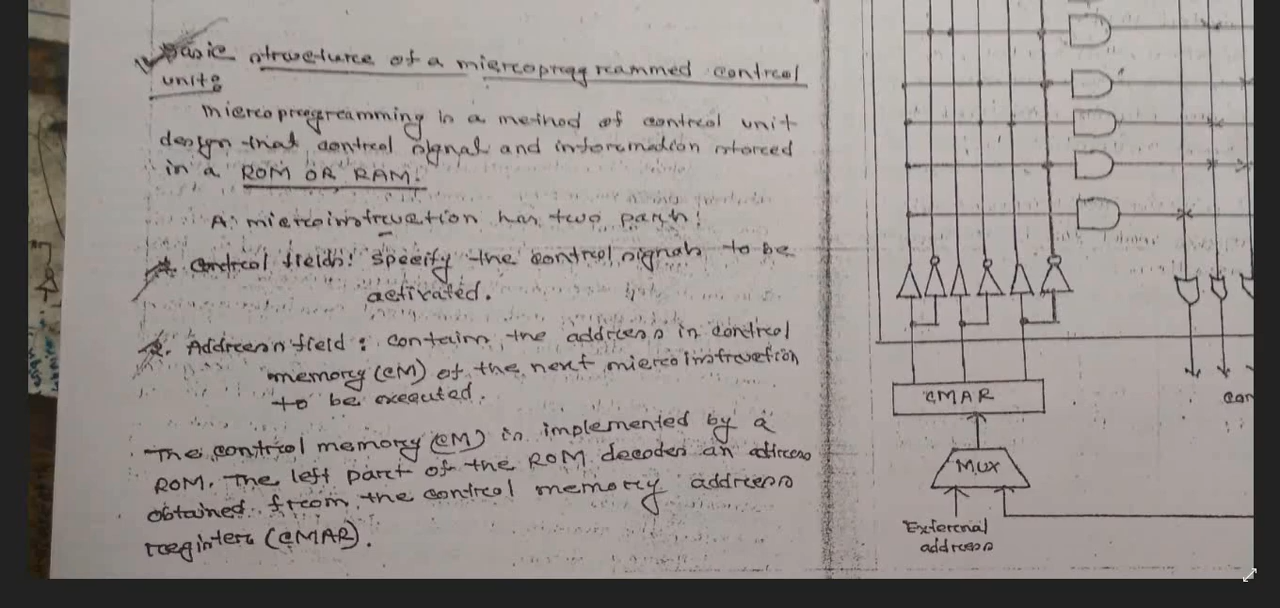 Basic structure of a microprogrammed control
unit:
Microprogramming is a method of control unit
design that control signal and information stored
in a ROM OR RAM.
A microinstruction has two parts:
1. Control fields: Specify the control signals to be
activated.
2. Address field: contains the address in control
memory (CM) of the next microinstruction
to be executed.
The control memory (CM) is implemented by a
ROM. The left part of the ROM decodes an address
obtained from the control memory address
register (CMAR).
CMAR
MUX
External
address